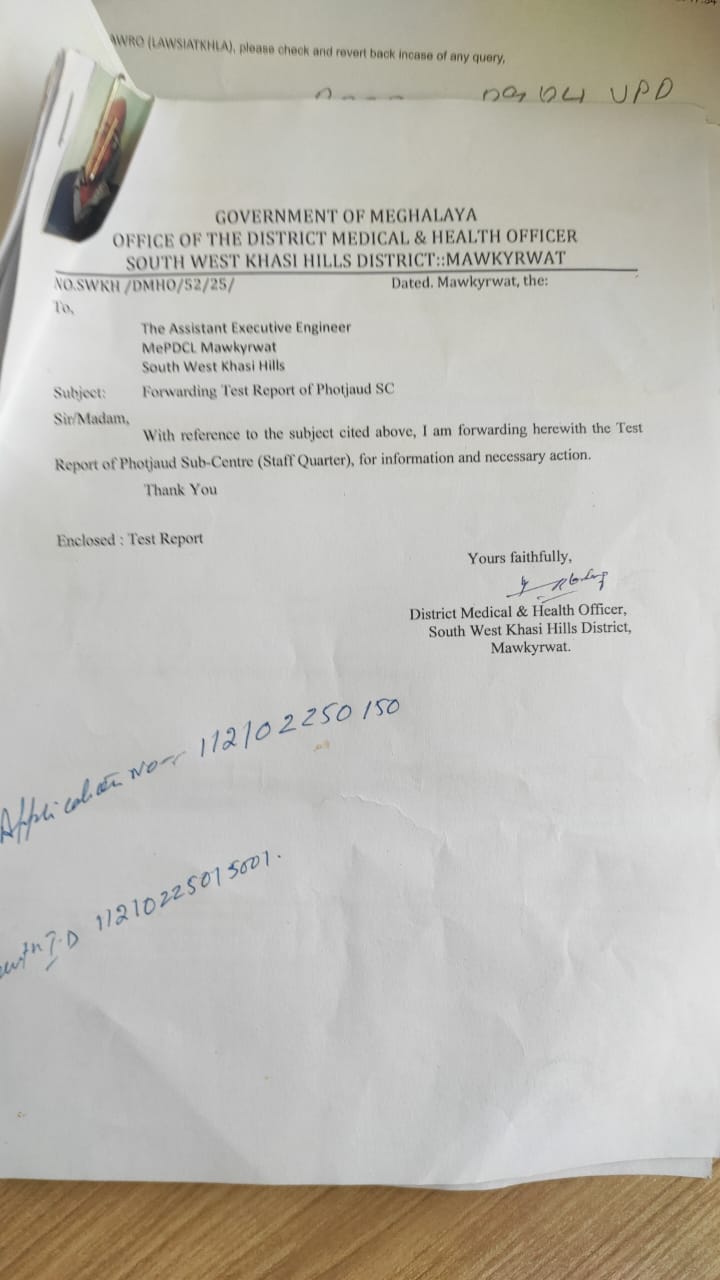 AWRO (LAWSIATKHLA), please check and revert back incase of any query,
UPD
GOVERNMENT OF MEGHALAYA
OFFICE OF THE DISTRICT MEDICAL & HEALTH OFFICER
SOUTH WEST KHASI HILLS DISTRICT::MAWKYRWAT
NO.SWKH /DMHO/52/25/ Dated. Mawkyrwat, the:
To,
The Assistant Executive Engineer
MePDCL Mawkyrwat
South West Khasi Hills
Subject: Forwarding Test Report of Photjaud SC
Sir/Madam,
With reference to the subject cited above, I am forwarding herewith the Test
Report of Photjaud Sub-Centre (Staff Quarter), for information and necessary action.
Thank You
Enclosed : Test Report
Yours faithfully,
District Medical & Health Officer,
South West Khasi Hills District,
Mawkyrwat.
Application No- 112102250150
I.D 11210225015001.